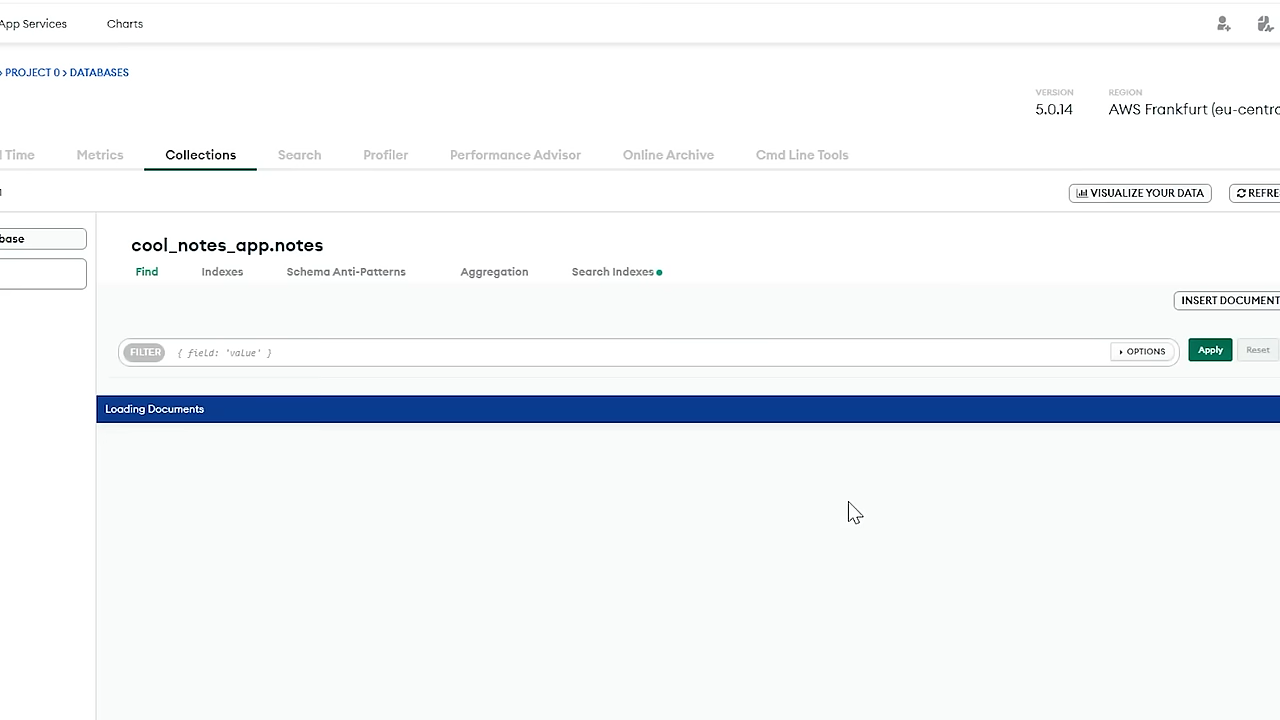 App Services Charts
> PROJECT 0 > DATABASES
VERSION REGION
5.0.14 AWS Frankfurt (eu-centra
l Time Metrics Collections Search Profiler Performance Advisor Online Archive Cmd Line Tools
VISUALIZE YOUR DATA REFRE
base
cool_notes_app.notes
Find Indexes Schema Anti-Patterns Aggregation Search Indexes
INSERT DOCUMENT
FILTER { field: 'value' } OPTIONS Apply Reset
Loading Documents